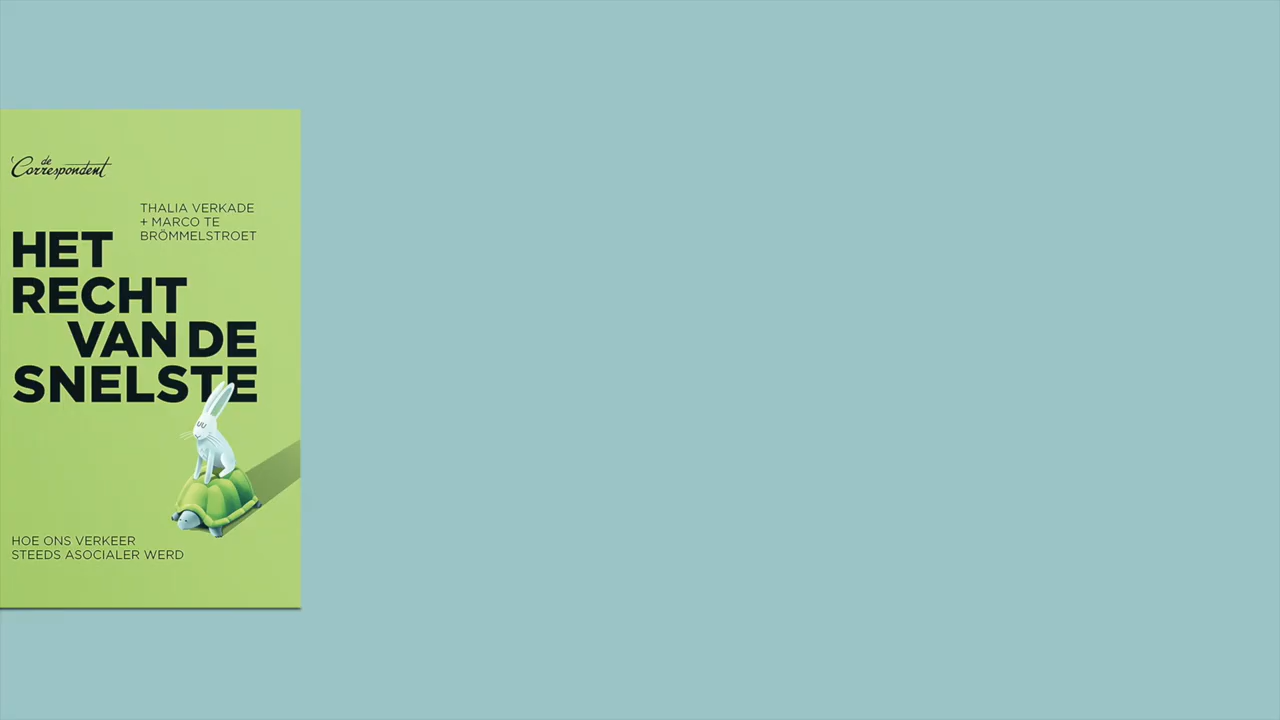 de
Correspondent
THALIA VERKADE
+ MARCO TE
BRÖMMELSTROET
HET
RECHT
VAN DE
SNELSTE
HOE ONS VERKEER
STEEDS ASOCIALER WERD